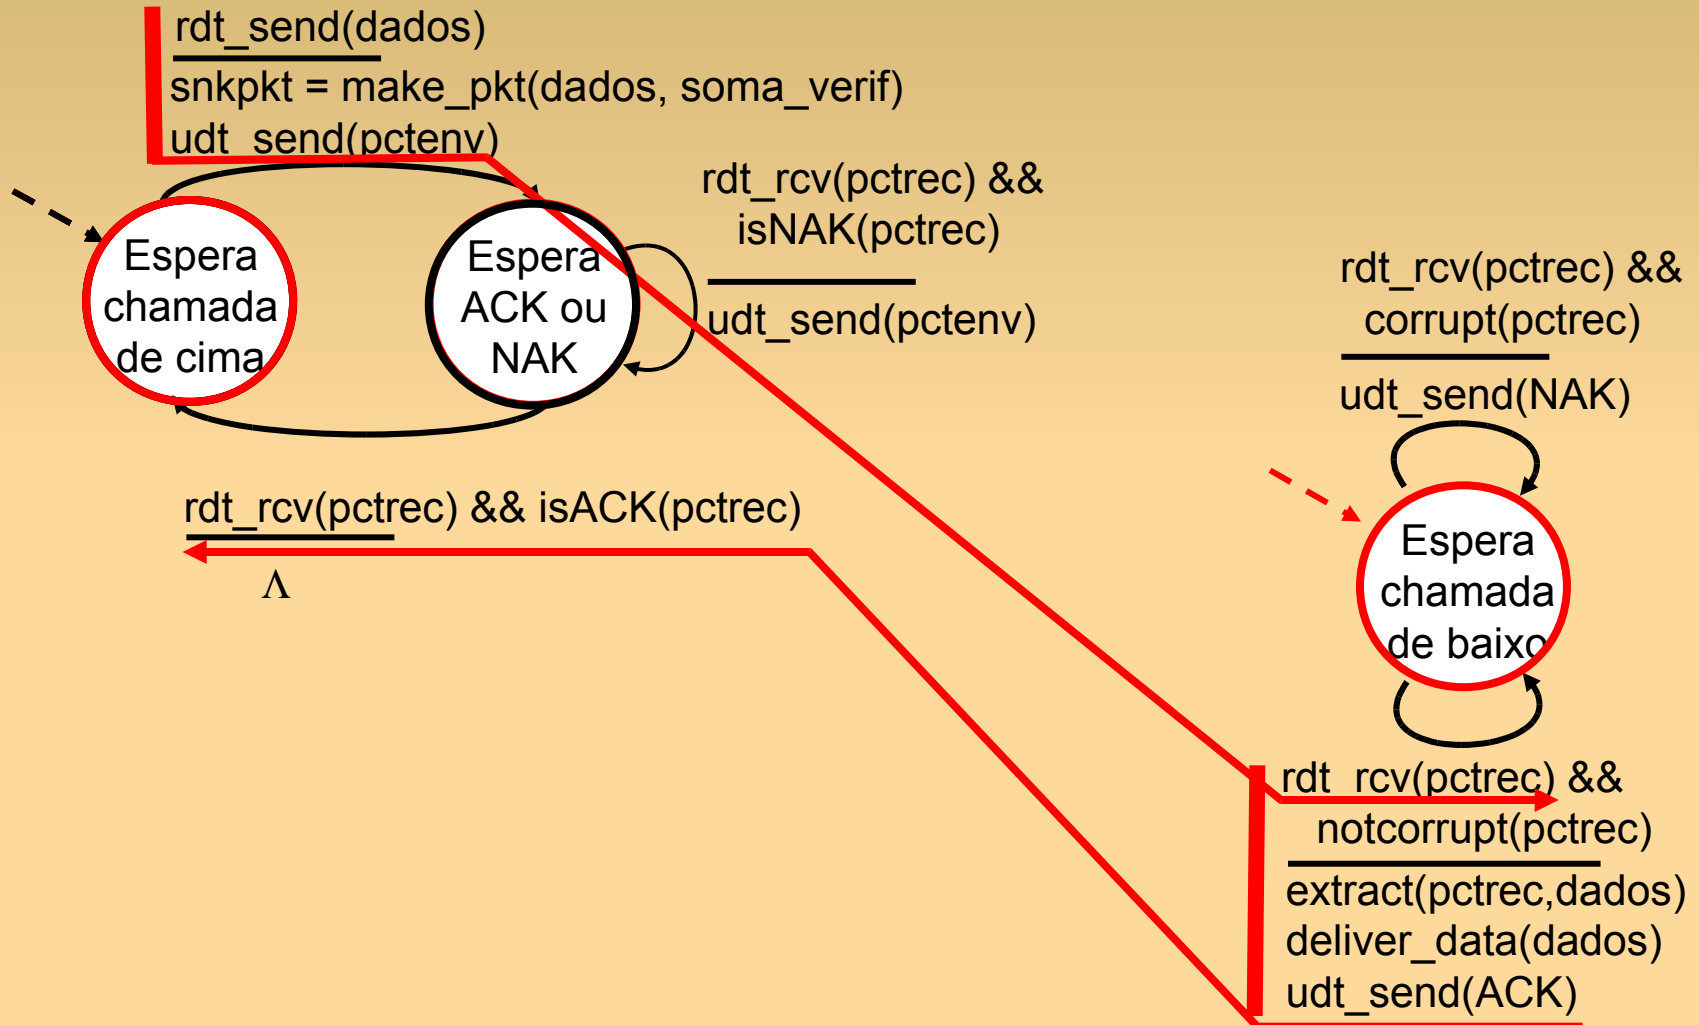 rdt_send(dados)
snkpkt = make_pkt(dados, soma_verif)
udt_send(pctenv)
Espera
chamada
de cima
Espera
ACK ou
NAK
rdt_rcv(pctrec) &&
isNAK(pctrec)
udt_send(pctenv)
rdt_rcv(pctrec) && isACK(pctrec)
Λ
rdt_rcv(pctrec) &&
corrupt(pctrec)
udt_send(NAK)
Espera
chamada
de baixo
rdt_rcv(pctrec) &&
notcorrupt(pctrec)
extract(pctrec,dados)
deliver_data(dados)
udt_send(ACK)